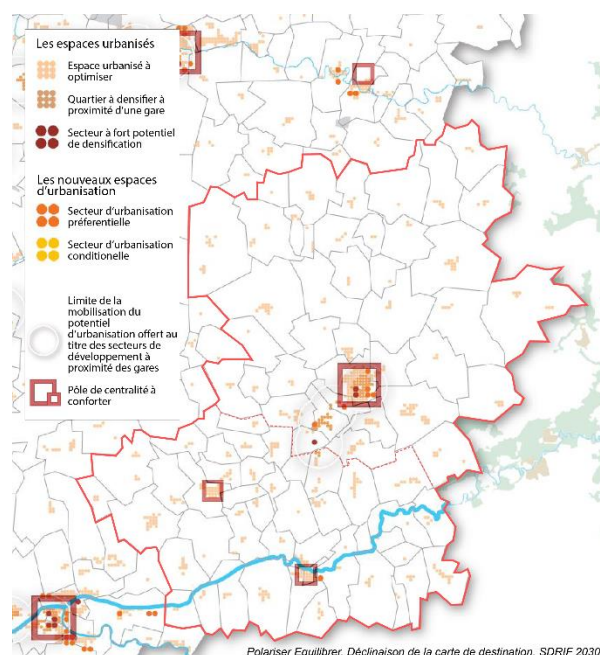 Les espaces urbanisés
Espace urbanisé à
optimiser
Quartier à densifier à
proximité d'une gare
Secteur à fort potentiel
de densification
Les nouveaux espaces
d'urbanisation
Secteur d'urbanisation
préférentielle
Secteur d'urbanisation
conditionelle
Limite de la
mobilisation du
potentiel
d'urbanisation offert au
titre des secteurs de
développement à
proximité des gares
Pôle de centralité à
conforter
Polariser Equilibrer. Déclinaison de la carte de destination. SDRIF 2030